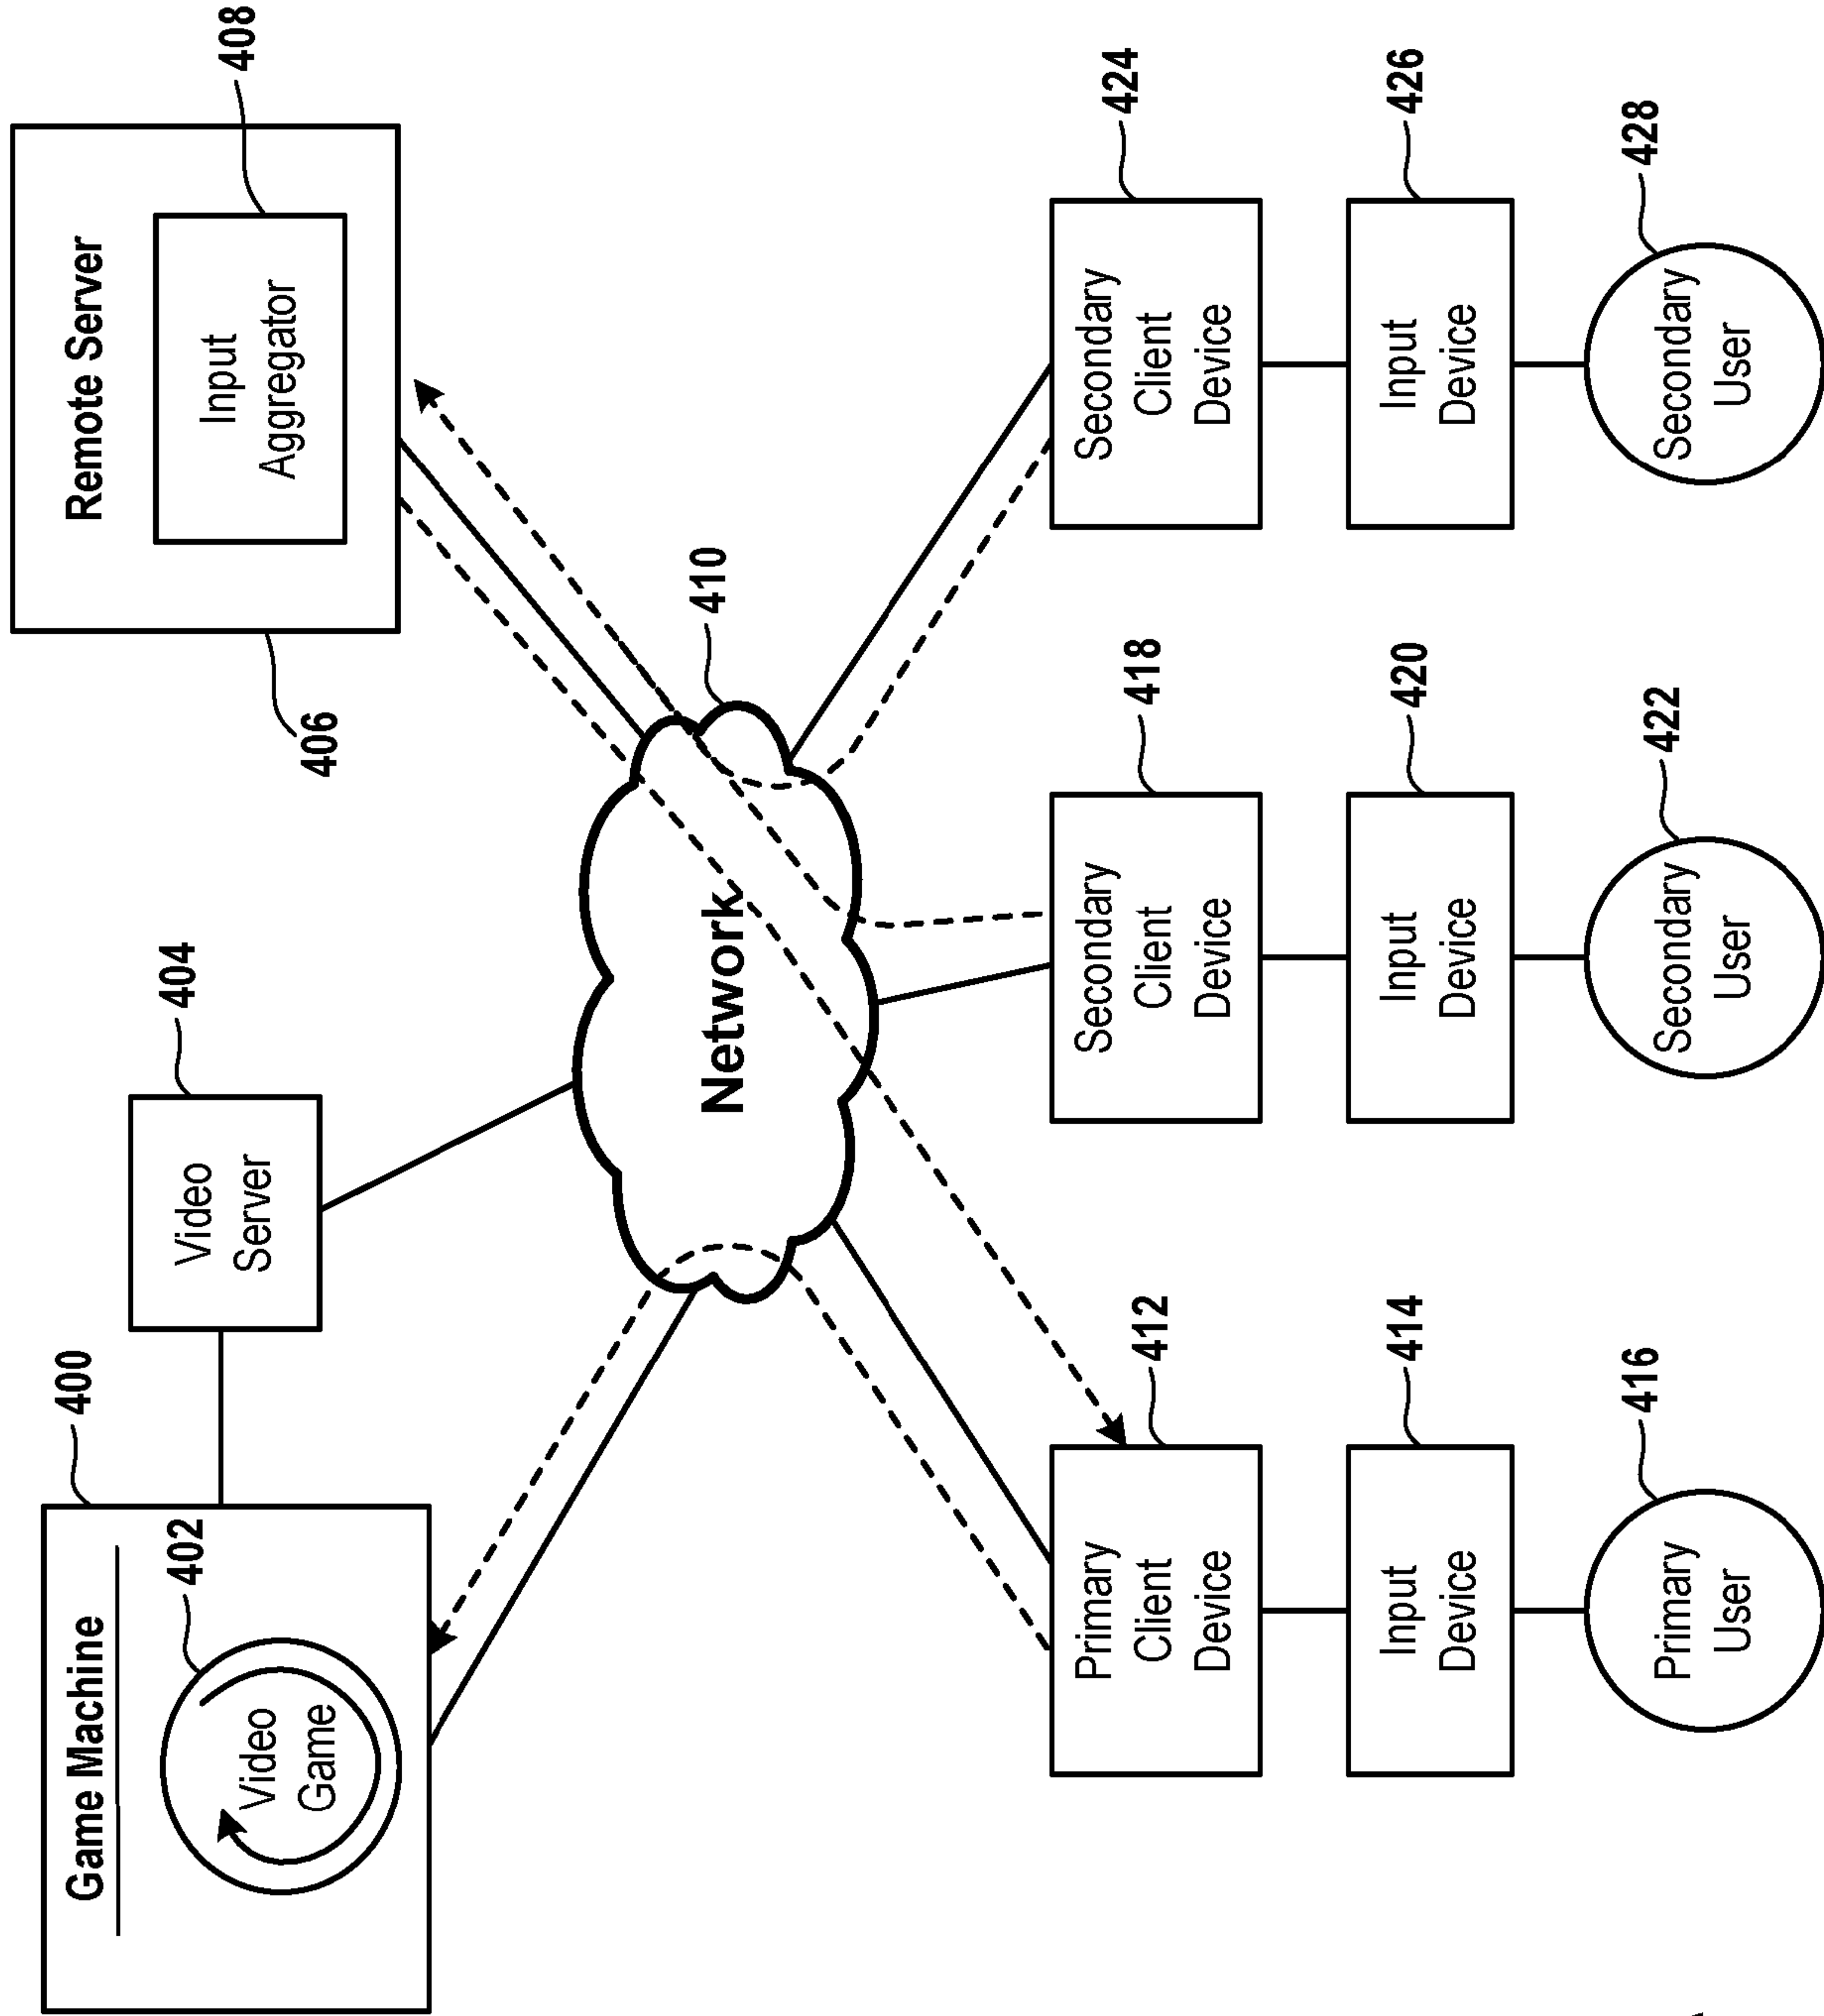 Game Machine
400
402
Video
Game
Video
Server
404
Remote Server
406
Input
Aggregator
408
Network
410
Primary
Client
Device
412
Input
Device
414
Primary
User
416
Secondary
Client
Device
418
Input
Device
420
Secondary
User
422
Secondary
Client
Device
424
Input
Device
426
Secondary
User
428